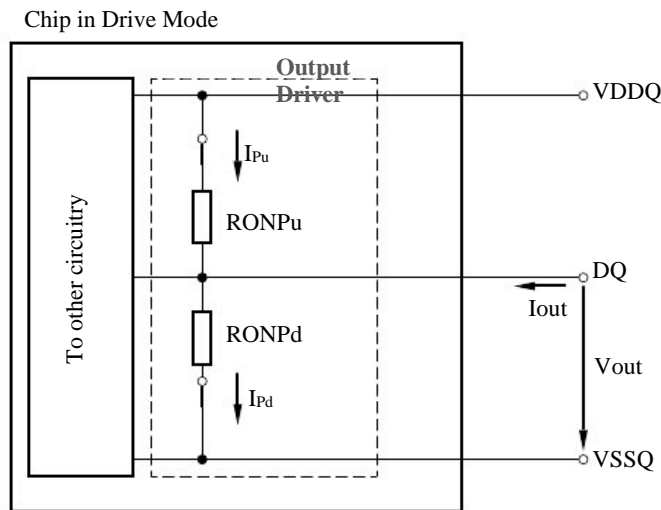 Chip in Drive Mode
Output
Driver
VDDQ
IPu
RONPu
To other circuitry
DQ
Iout
RONPd
Vout
IPd
VSSQ